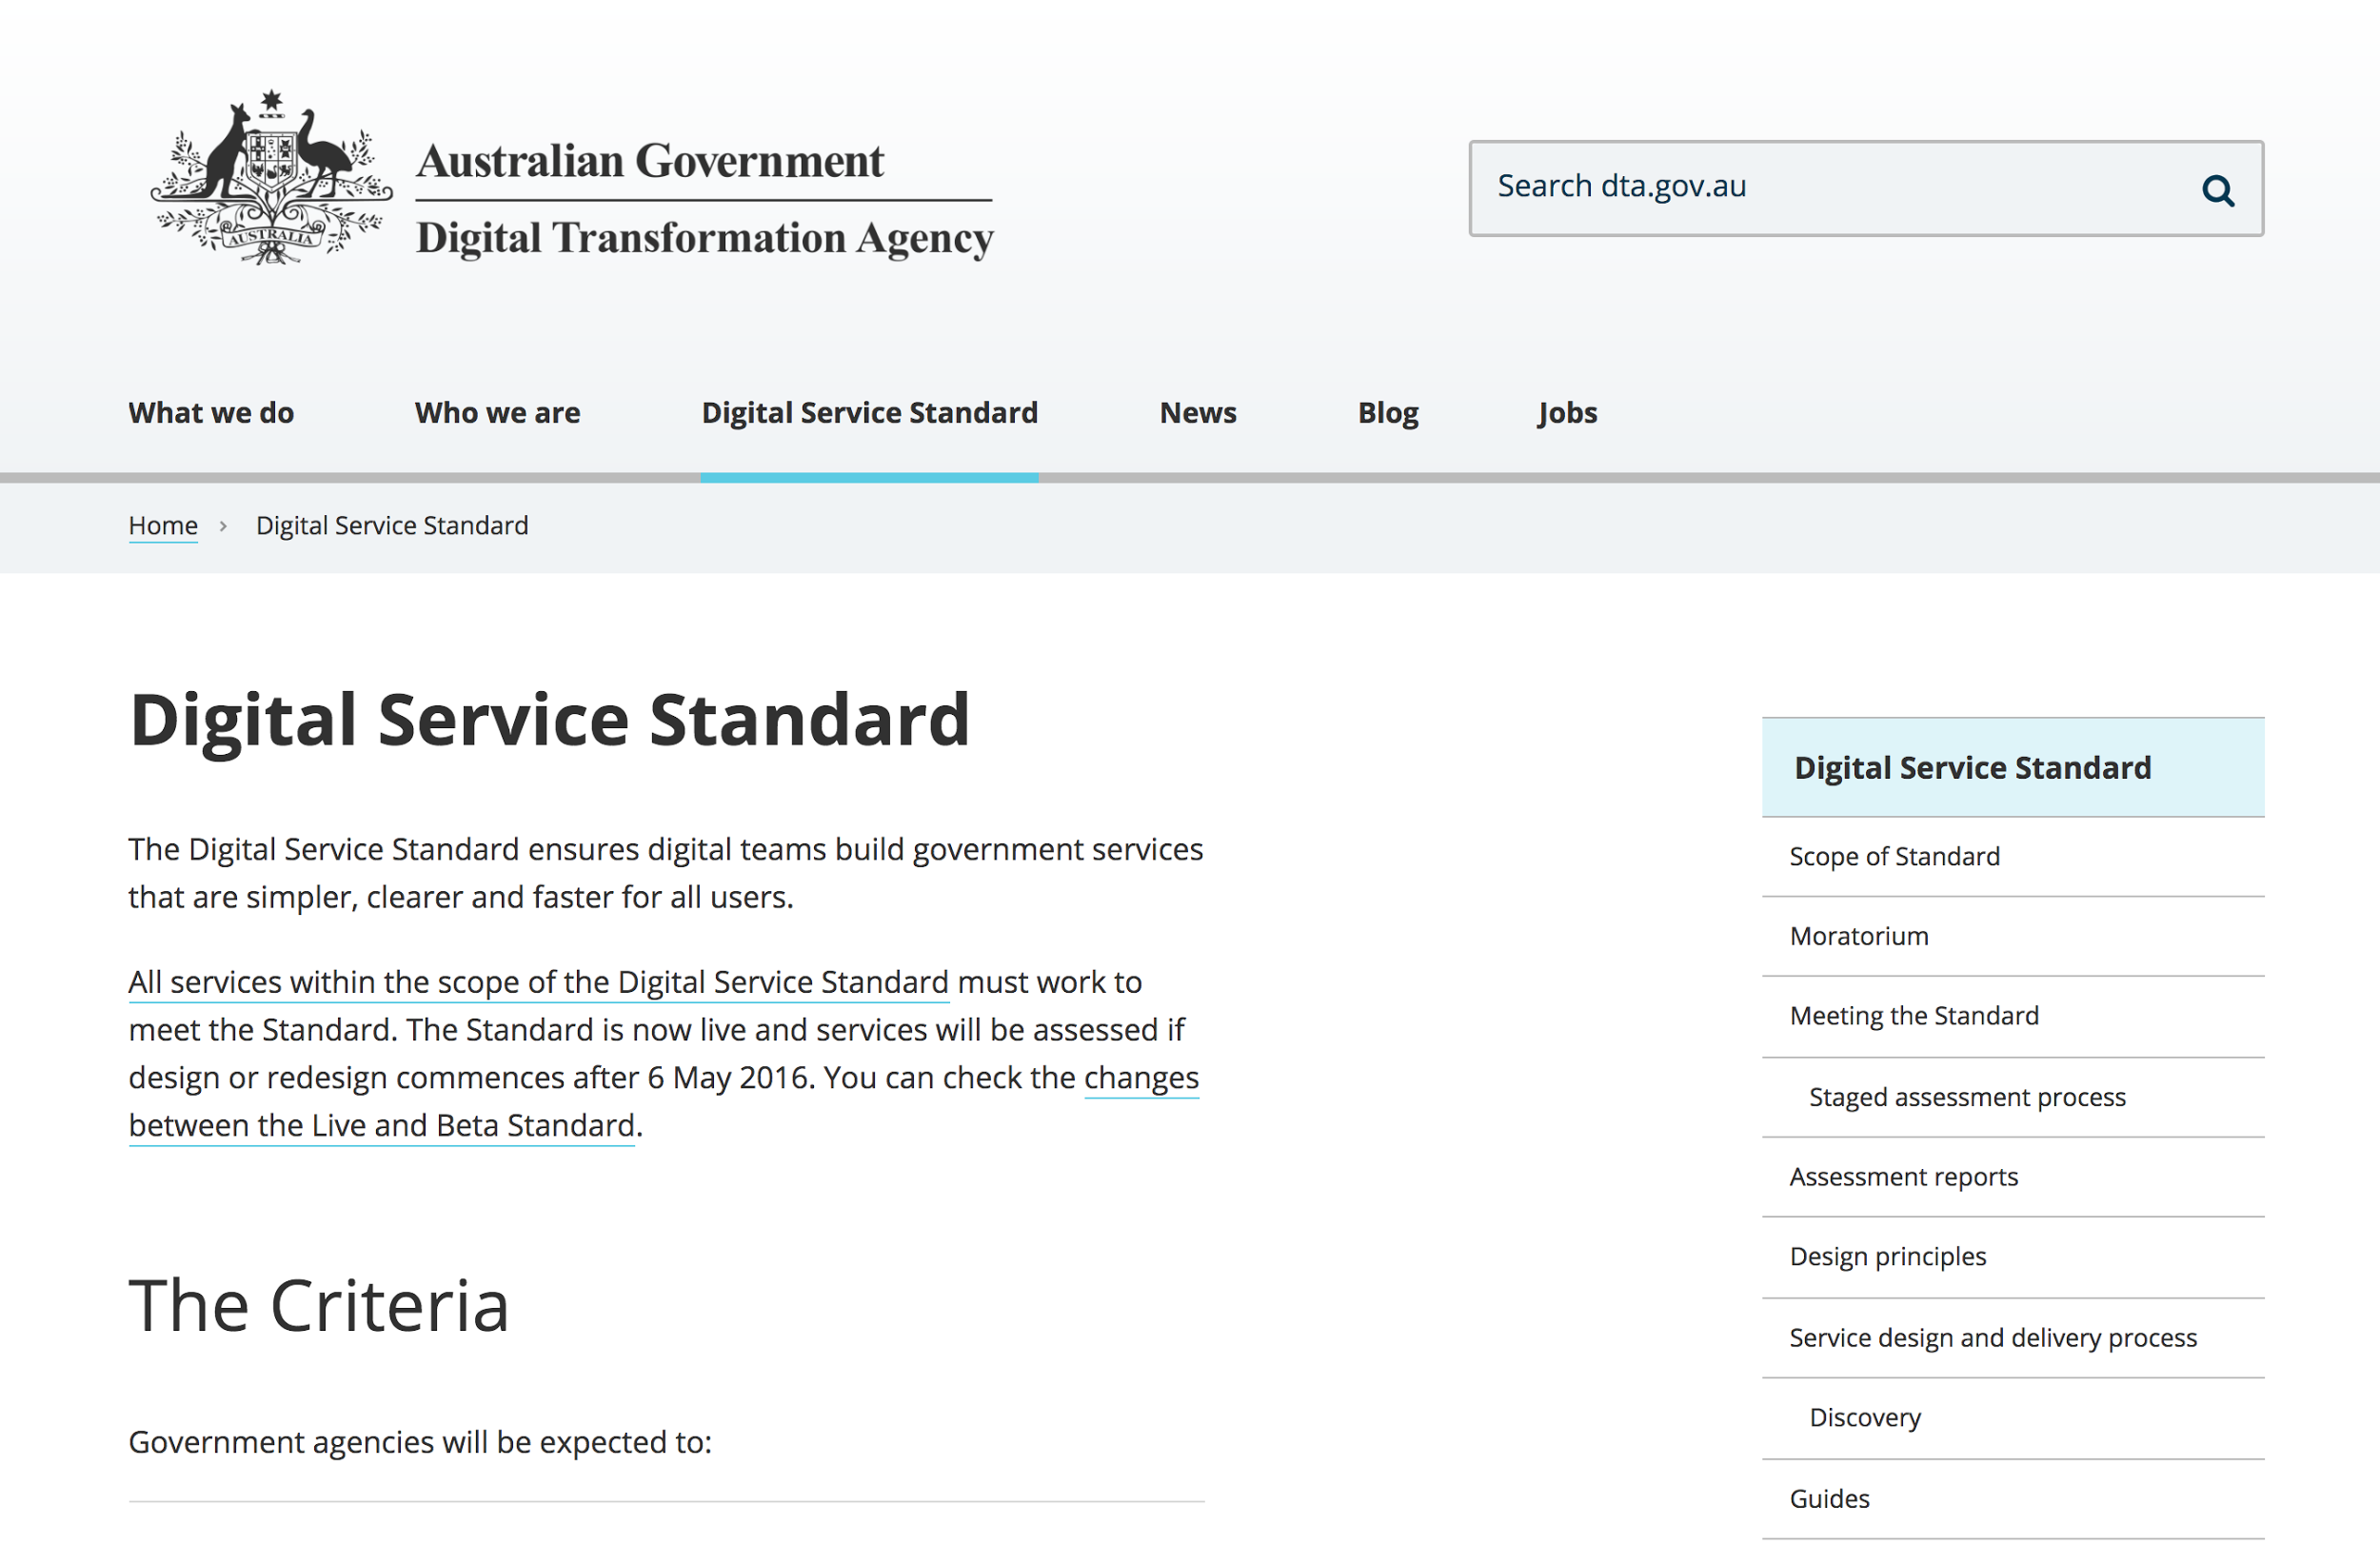 Australian Government
Digital Transformation Agency
AUSTRALIA
Search dta.gov.au
What we do
Who we are
Digital Service Standard
News
Blog
Jobs
Home › Digital Service Standard
Digital Service Standard
The Digital Service Standard ensures digital teams build government services
that are simpler, clearer and faster for all users.
All services within the scope of the Digital Service Standard must work to
meet the Standard. The Standard is now live and services will be assessed if
design or redesign commences after 6 May 2016. You can check the changes
between the Live and Beta Standard.
The Criteria
Government agencies will be expected to:
Digital Service Standard
Scope of Standard
Moratorium
Meeting the Standard
Staged assessment process
Assessment reports
Design principles
Service design and delivery process
Discovery
Guides